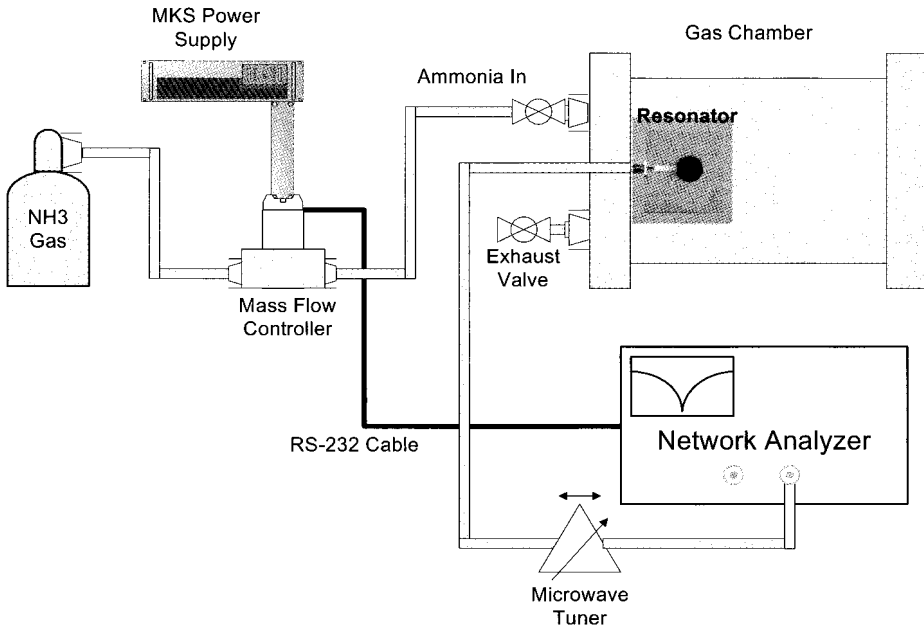 MKS Power
Supply
Gas Chamber
Ammonia In
Resonator
NH3
Gas
Exhaust
Valve
Mass Flow
Controller
RS-232 Cable
Network Analyzer
Microwave
Tuner